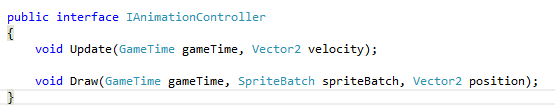 public interface IAnimationController
{
    void Update(GameTime gameTime, Vector2 velocity);
    void Draw(GameTime gameTime, SpriteBatch spriteBatch, Vector2 position);
}